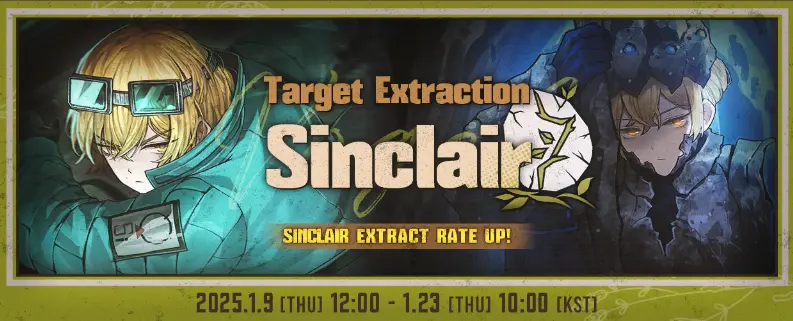 Target Extraction
Sinclair
SINCLAIR EXTRACT RATE UP!
2025.1.9 [THU] 12:00 - 1.23 [THU] 10:00 [KST]